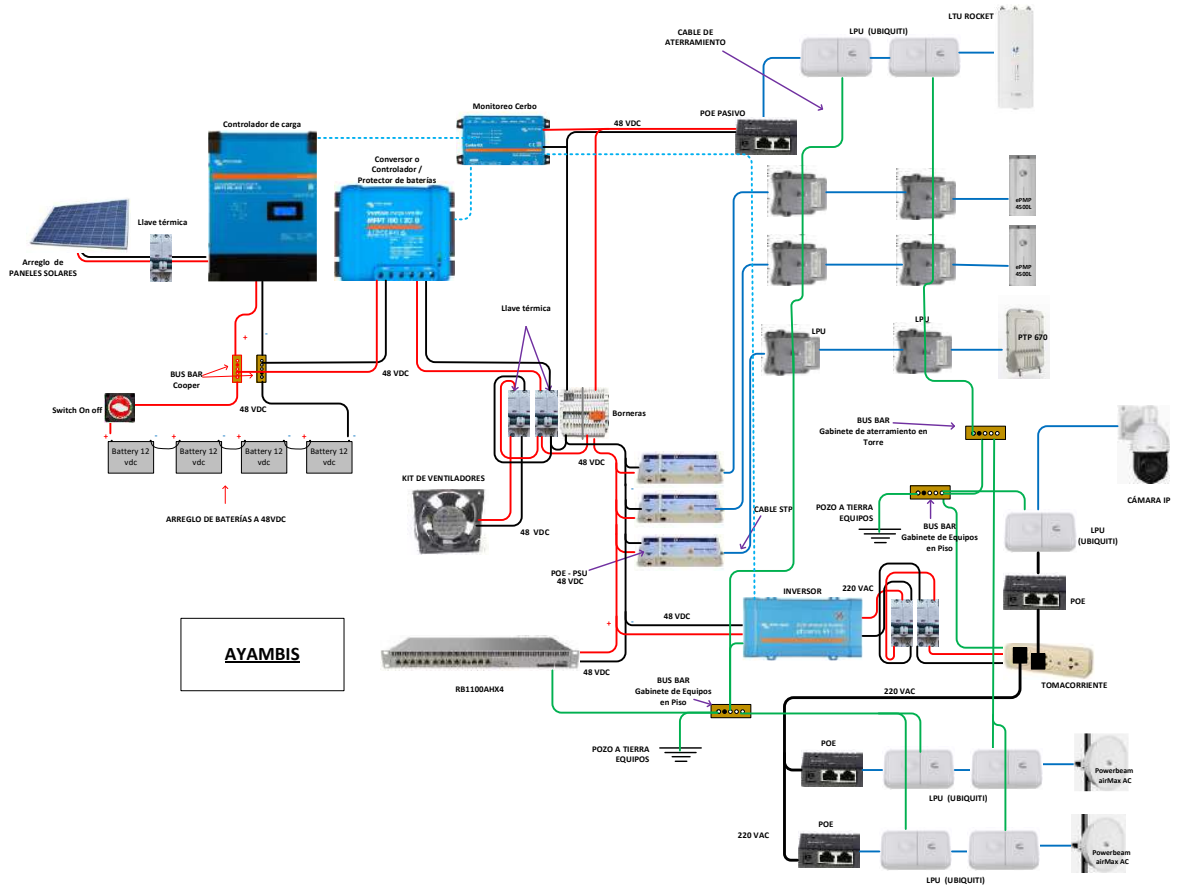 LTU ROCKET
LPU (UBIQUITI)
CABLE DE
ATERRAMIENTO
Monitoreo Cerbo
48 VDC
POE PASIVO
Controlador de carga
Conversor o
Controlador /
Protector de baterías
Llave térmica
Arreglo de
PANELES SOLARES
ePMP
4500L
ePMP
4500L
Llave térmica
LPU
LPU
PTP 670
+
-
BUS BAR
Cooper
48 VDC
Switch On off
48 VDC
Borneras
BUS BAR
Gabinete de aterramiento en
Torre
+
-
+
-
+
-
+
-
Battery 12
vdc
Battery 12
vdc
Battery 12
vdc
Battery 12
vdc
48 VDC
KIT DE VENTILADORES
CÁMARA IP
ARREGLO DE BATERÍAS A 48VDC
-
CABLE STP
POZO A TIERRA
EQUIPOS
BUS BAR
Gabinete de Equipos
en Piso
LPU
(UBIQUITI)
48 VDC
POE - PSU
48 VDC
INVERSOR
220 VAC
POE
48 VDC
+
-
AYAMBIS
48 VDC
RB1100AHX4
TOMACORRIENTE
BUS BAR
Gabinete de Equipos
en Piso
220 VAC
POZO A TIERRA
EQUIPOS
POE
Powerbeam
airMax AC
LPU (UBIQUITI)
POE
220 VAC
Powerbeam
airMax AC
LPU (UBIQUITI)